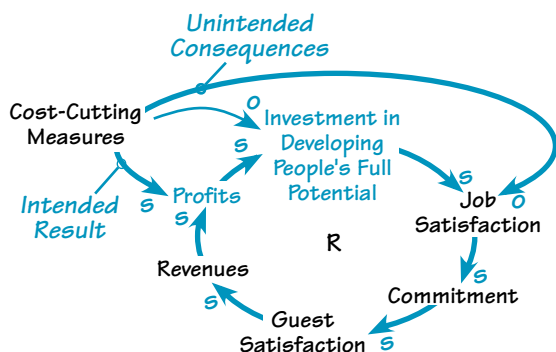 Unintended
Consequences
Cost-Cutting
Measures
o
Investment in
Developing
People's Full
Potential
s
Intended
Result
s
Profits
s
s
o
Job
Satisfaction
R
Revenues
s
Commitment
s
Guest
Satisfaction
s